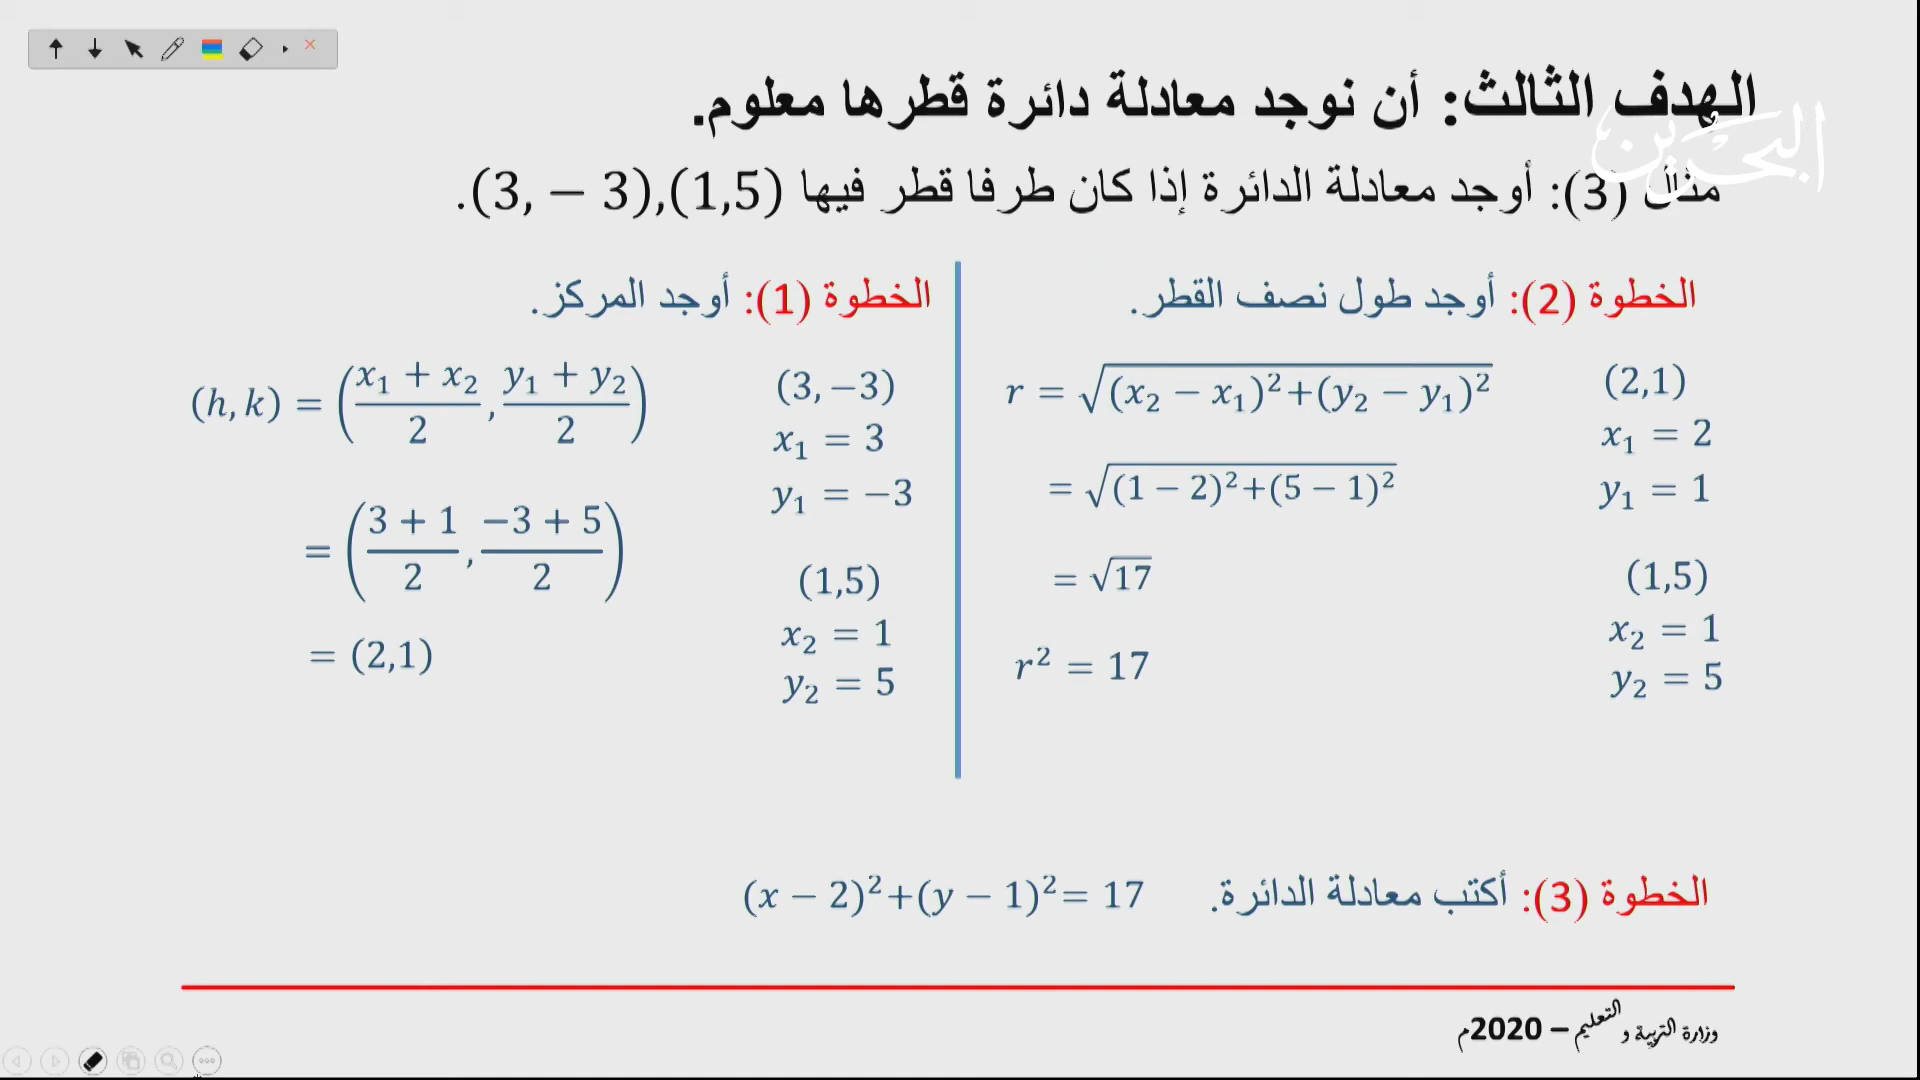 الهدف الثالث: أن نوجد معادلة دائرة قطرها معلوم.
البحرين
مثال (3): أوجد معادلة الدائرة إذا كان طرفا قطر فيها (1,5),(3, − 3).
الخطوة (1): أوجد المركز.
(h, k) = ((x₁ + x₂)/2, (y₁ + y₂)/2)
= ((3 + 1)/2, (−3 + 5)/2)
= (2,1)
(3, −3)
x₁ = 3
y₁ = −3
(1,5)
x₂ = 1
y₂ = 5
الخطوة (2): أوجد طول نصف القطر.
r = √((x₂ − x₁)²+(y₂ − y₁)²)
= √((1 − 2)²+(5 − 1)²)
= √17
r² = 17
(2,1)
x₁ = 2
y₁ = 1
(1,5)
x₂ = 1
y₂ = 5
الخطوة (3): أكتب معادلة الدائرة. (x − 2)²+(y − 1)²= 17
وزارة التربية و التعليم – 2020م